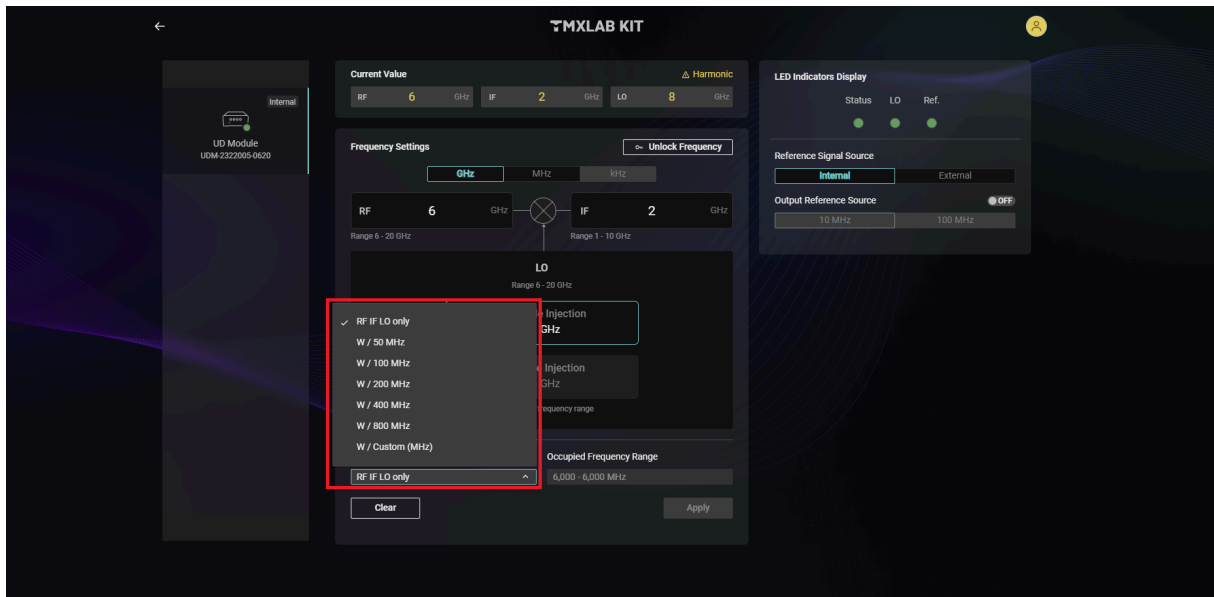 TMXLAB KIT
Internal
UD Module
UDM-2322005-0620
Current Value
Harmonic
RF 6 GHz IF 2 GHz LO 8 GHz
Frequency Settings
Unlock Frequency
GHz MHz kHz
RF 6 GHz IF 2 GHz
Range 6 - 20 GHz Range 1 - 10 GHz
LO
Range 6 - 20 GHz
Injection
GHz
Injection
GHz
frequency range
RF IF LO only
W / 50 MHz
W / 100 MHz
W / 200 MHz
W / 400 MHz
W / 800 MHz
W / Custom (MHz)
Occupied Frequency Range
RF IF LO only 6,000 - 6,000 MHz
Clear Apply
LED Indicators Display
Status LO Ref.
Reference Signal Source
Internal External
Output Reference Source OFF
10 MHz 100 MHz